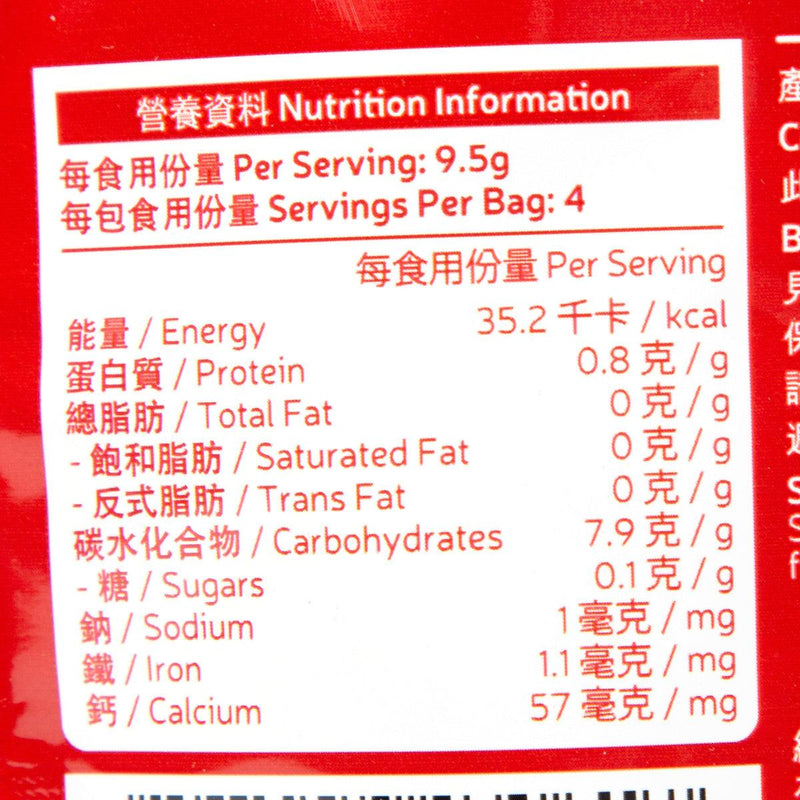 營養資料 Nutrition Information
每食用份量 Per Serving: 9.5g
每包食用份量 Servings Per Bag: 4
每食用份量 Per Serving
能量 / Energy 35.2 千卡 / kcal
蛋白質 / Protein 0.8 克 / g
總脂肪 / Total Fat 0 克 / g
- 飽和脂肪 / Saturated Fat 0 克 / g
- 反式脂肪 / Trans Fat 0 克 / g
碳水化合物 / Carbohydrates 7.9 克 / g
- 糖 / Sugars 0.1 克 / g
鈉 / Sodium 1 毫克 / mg
鐵 / Iron 1.1 毫克 / mg
鈣 / Calcium 57 毫克 / mg